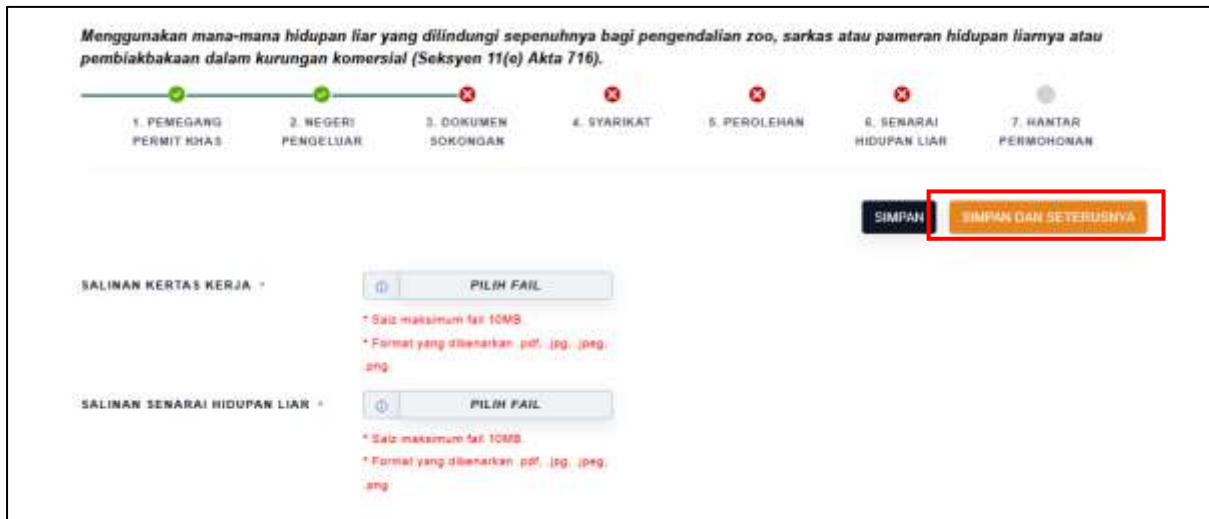 Menggunakan mana-mana hidupan liar yang dilindungi sepenuhnya bagi pengendalian zoo, sarkas atau pameran hidupan liarnya atau
pembiakbakaan dalam kurungan komersial (Seksyen 11(e) Akta 716).
1. PEMEGANG
PERMIT KHAS
2. NEGERI
PENGELUAR
3. DOKUMEN
SOKONGAN
4. SYARIKAT
5. PEROLEHAN
6. SENARAI
HIDUPAN LIAR
7. HANTAR
PERMOHONAN
SIMPAN
SIMPAN DAN SETERUSNYA
SALINAN KERTAS KERJA *
PILIH FAIL
* Saiz maksimum fail 10MB.
* Format yang dibenarkan .pdf, .jpg, .jpeg,
.png
SALINAN SENARAI HIDUPAN LIAR *
PILIH FAIL
* Saiz maksimum fail 10MB.
* Format yang dibenarkan .pdf, .jpg, .jpeg,
.png